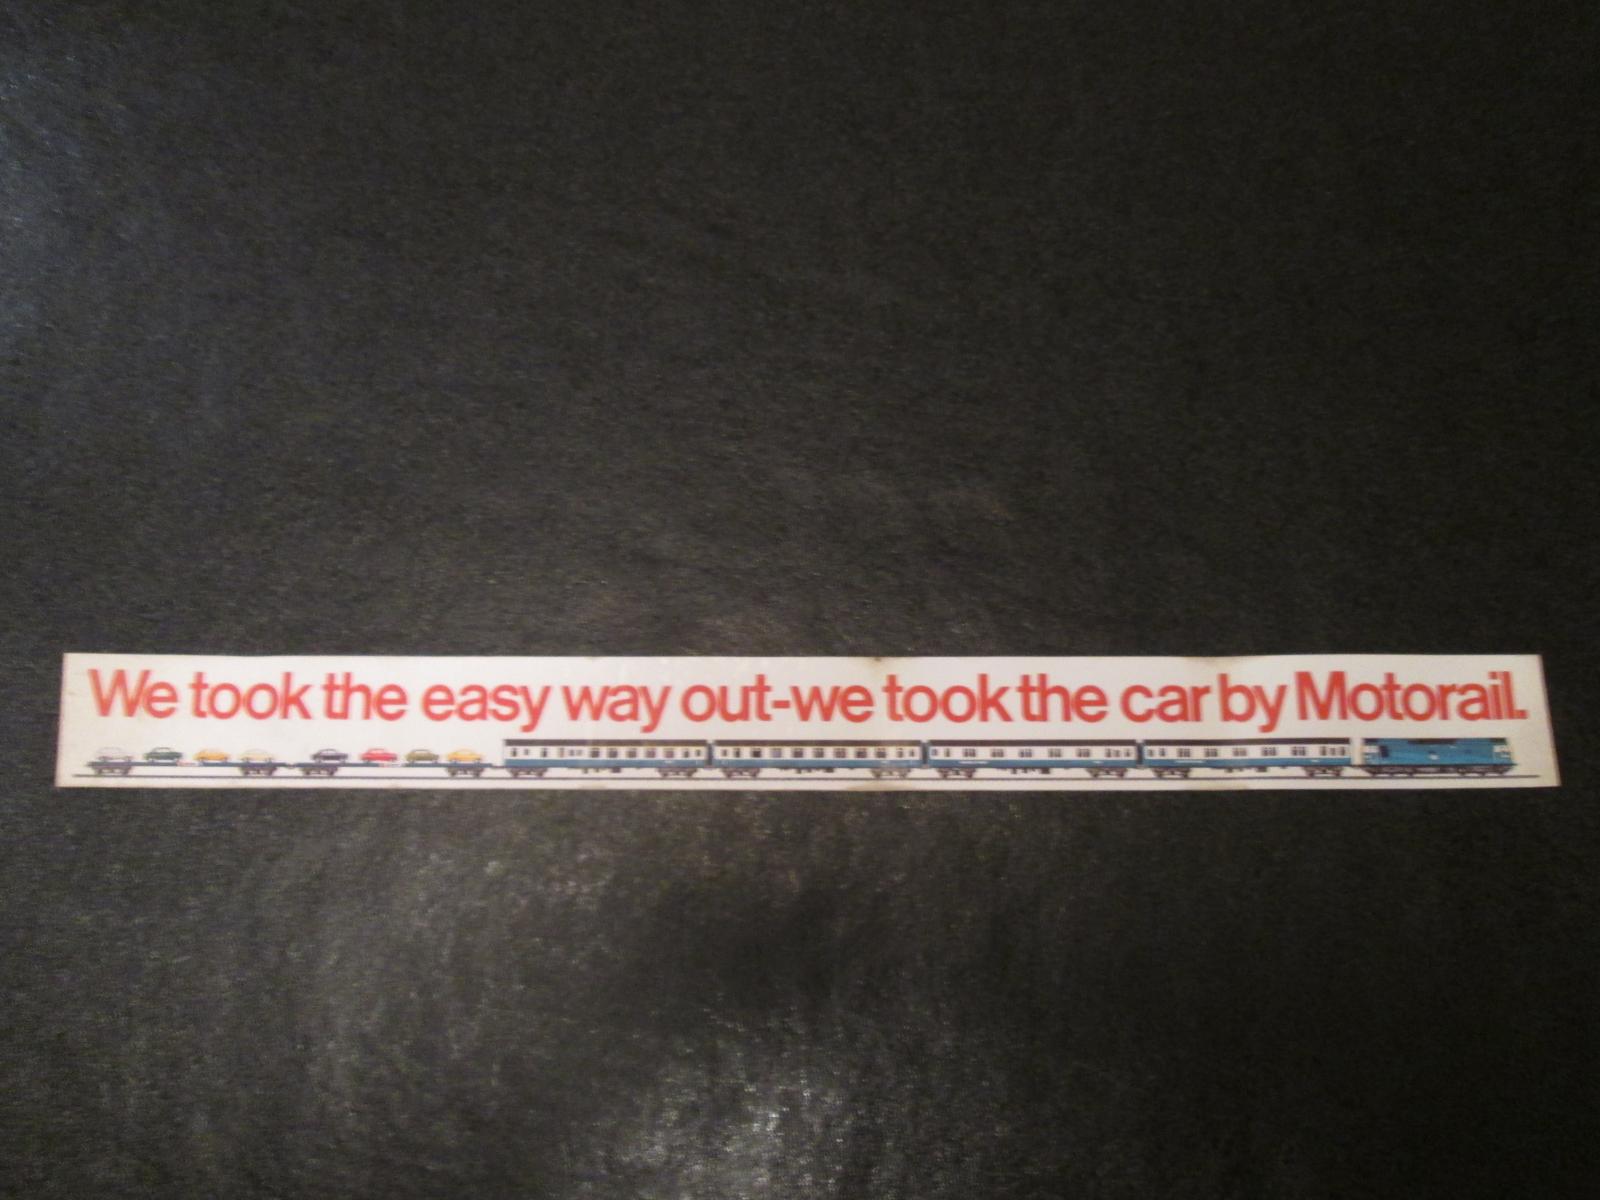 We took the easy way out-we took the car by Motorail.